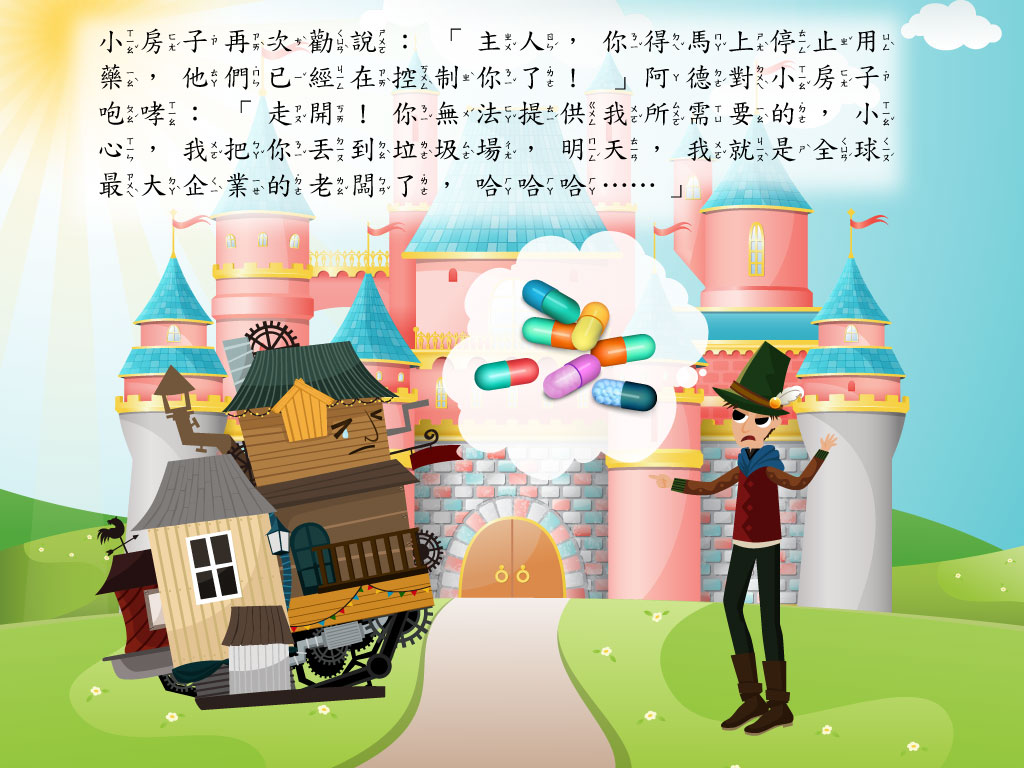 小房子再次勸說：「主人，你得馬上停止用
藥，他們已經在控制你了！」阿德對小房子
咆哮：「走開！你無法提供我所需要的，小
心，我把你丟到垃圾場，明天，我就是全球
最大企業的老闆了，哈哈哈……」